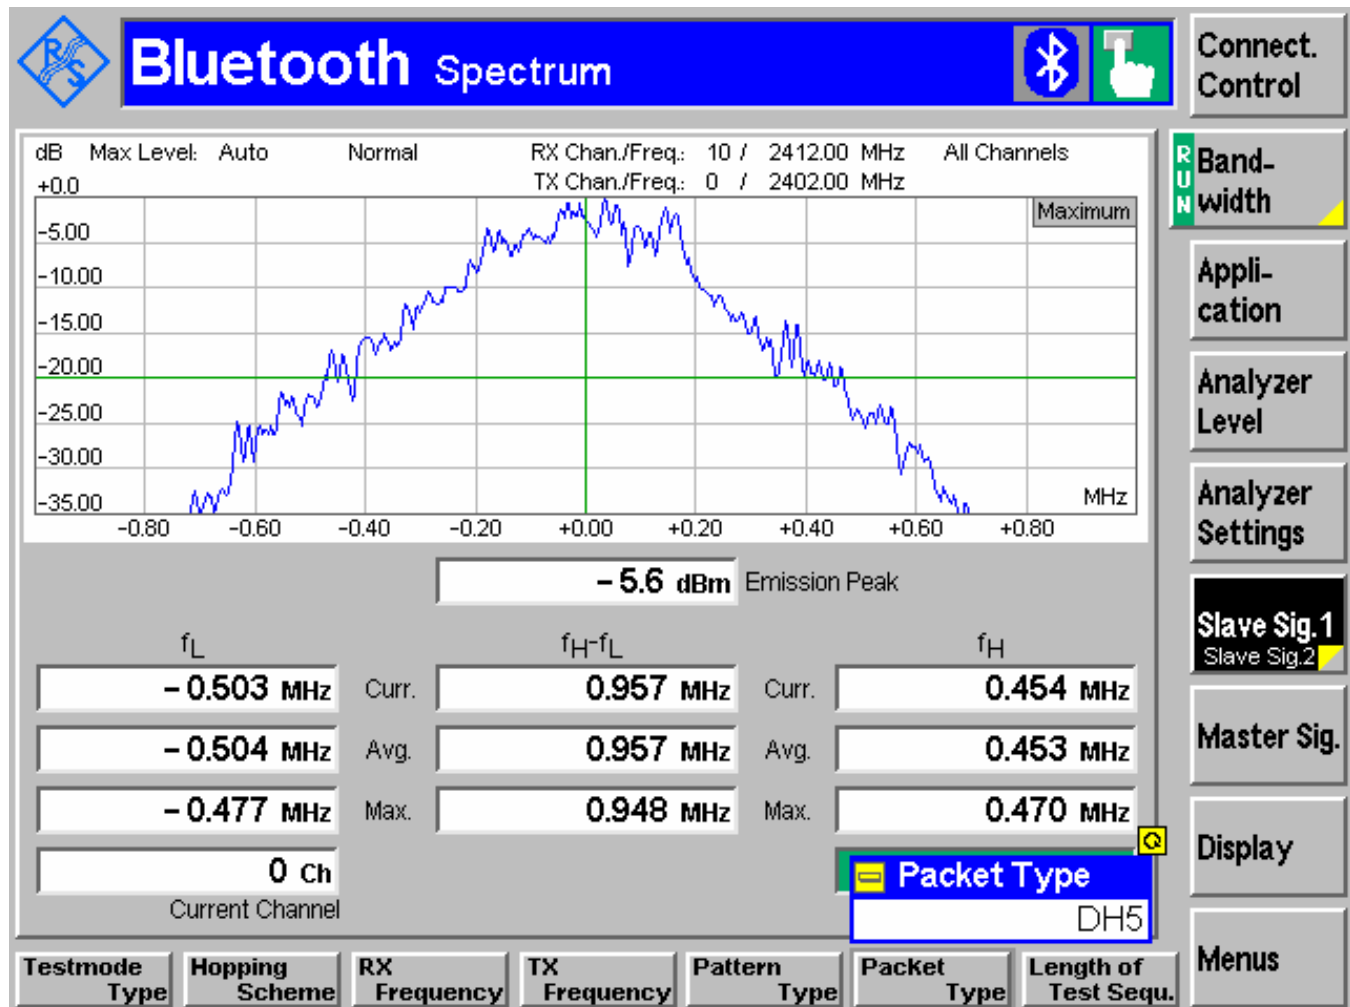 R S
Bluetooth Spectrum
Connect.
Control
dB Max Level: Auto Normal RX Chan./Freq.: 10 / 2412.00 MHz All Channels
+0.0 TX Chan./Freq.: 0 / 2402.00 MHz
Maximum
-5.00
-10.00
-15.00
-20.00
-25.00
-30.00
-35.00
MHz
-0.80 -0.60 -0.40 -0.20 +0.00 +0.20 +0.40 +0.60 +0.80
-5.6 dBm Emission Peak
fL fH-fL fH
-0.503 MHz Curr. 0.957 MHz Curr. 0.454 MHz
-0.504 MHz Avg. 0.957 MHz Avg. 0.453 MHz
-0.477 MHz Max. 0.948 MHz Max. 0.470 MHz
0 Ch
Current Channel
Packet Type
DH5
RUN
Band-
width
Appli-
cation
Analyzer
Level
Analyzer
Settings
Slave Sig.1
Slave Sig.2
Master Sig.
Display
Menus
Testmode
Type
Hopping
Scheme
RX
Frequency
TX
Frequency
Pattern
Type
Packet
Type
Length of
Test Sequ.